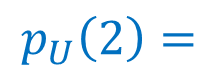 p_U(2) =